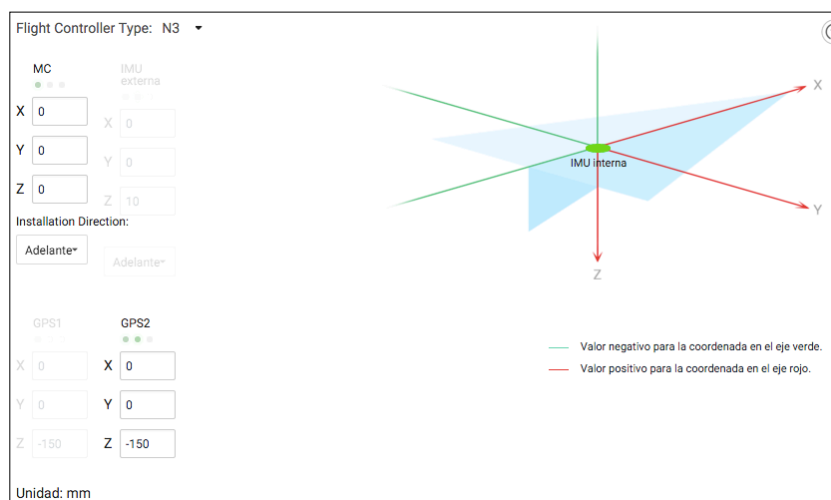 Flight Controller Type: N3
MC
IMU externa
X 0
X 0
Y 0
Y 0
Z 0
Z 10
Installation Direction:
Adelante
Adelante
GPS1
GPS2
X 0
X 0
Y 0
Y 0
Z -150
Z -150
Unidad: mm
X
IMU interna
Y
Z
Valor negativo para la coordenada en el eje verde.
Valor positivo para la coordenada en el eje rojo.